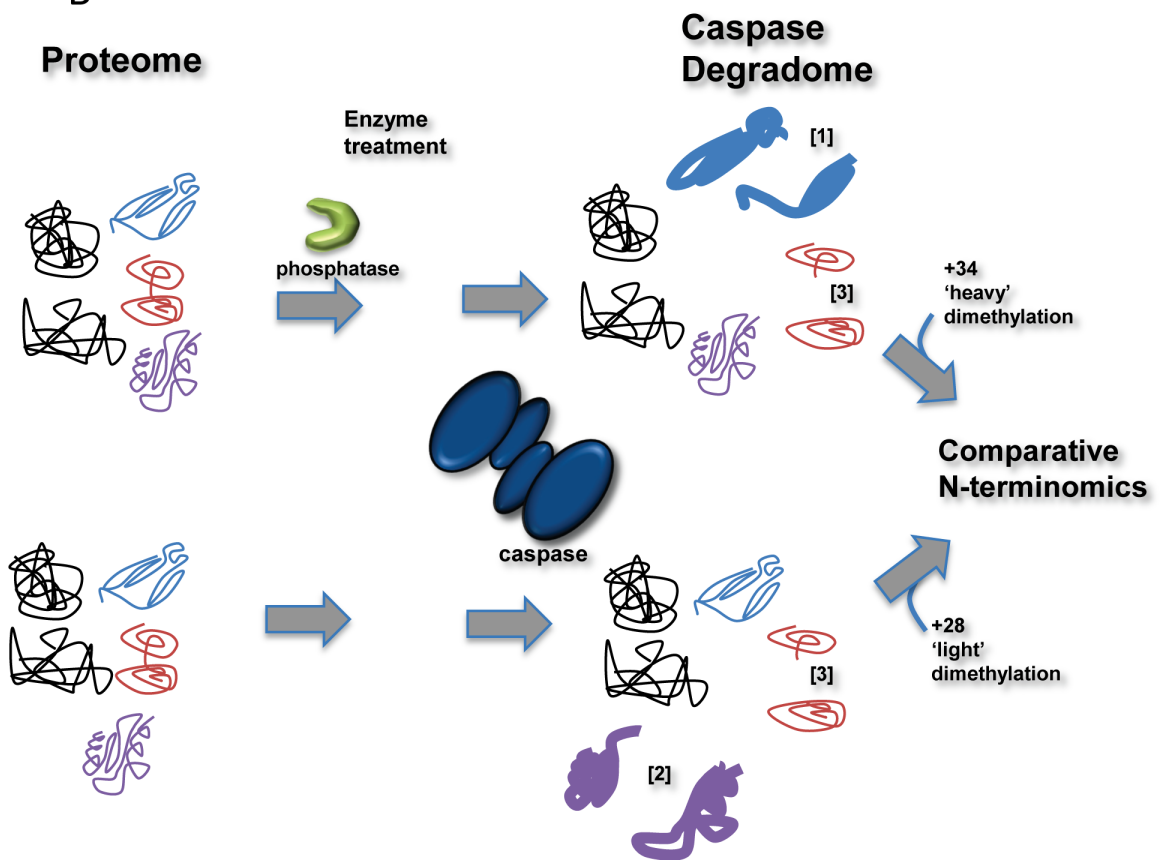 Proteome
Caspase
Degradome
Enzyme
treatment
[1]
phosphatase
[3]
+34
‘heavy’
dimethylation
caspase
Comparative
N-terminomics
[3]
+28
‘light’
dimethylation
[2]